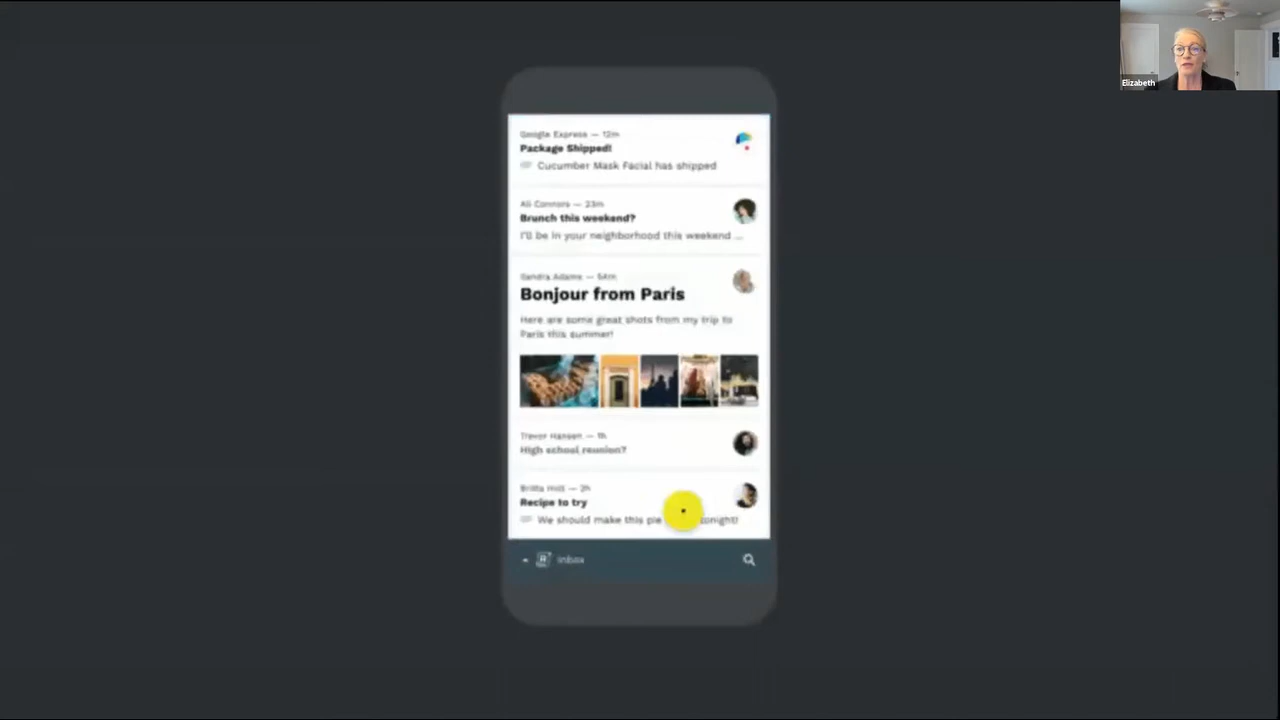 Elizabeth
Google Express — 12m
Package Shipped!
Cucumber Mask Facial has shipped
Ali Connors — 23m
Brunch this weekend?
I'll be in your neighborhood this weekend ...
Sandra Adams — 54m
Bonjour from Paris
Here are some great shots from my trip to
Paris this summer!
Trevor Hansen — 1h
High school reunion?
Britta Holt — 2h
Recipe to try
We should make this pie tonight!
Inbox